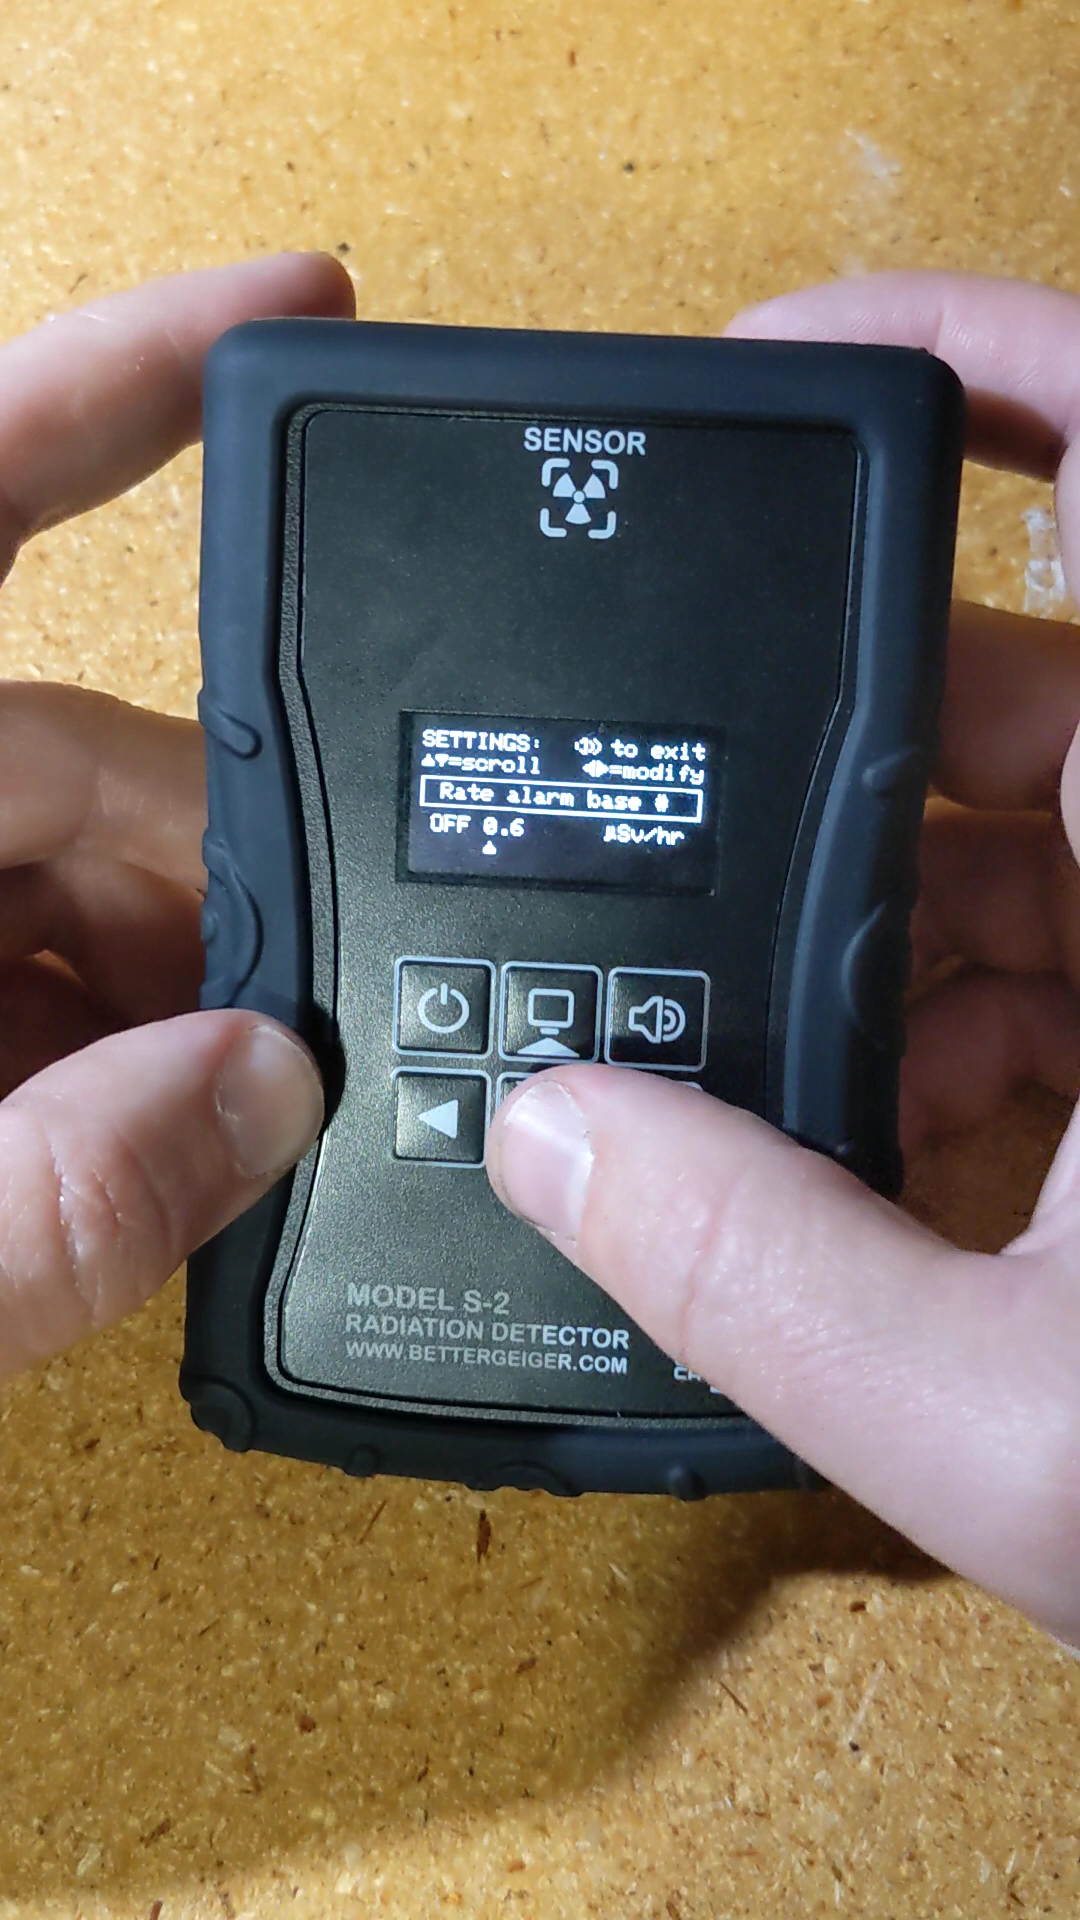 SENSOR
SETTINGS: to exit
▲▼=scroll ◀▶=modify
Rate alarm base #
OFF 0.6 µSv/hr
MODEL S-2
RADIATION DETECTOR
WWW.BETTERGEIGER.COM